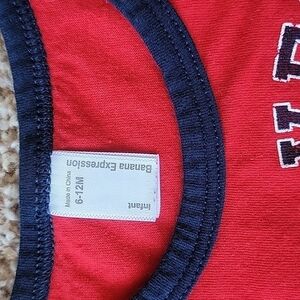 Banana Expression
Infant
6-12M
Made in China